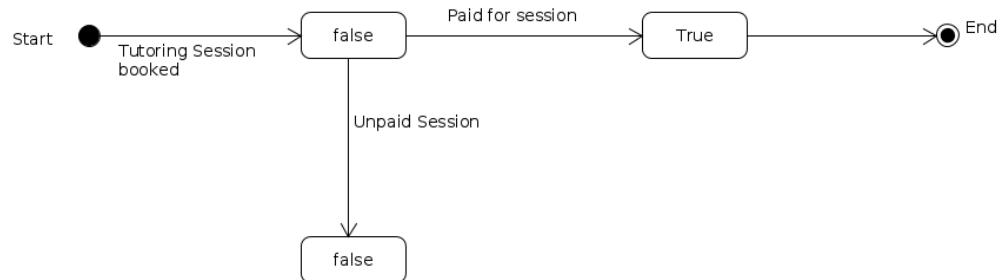 Start
Tutoring Session
booked
false
Paid for session
True
End
Unpaid Session
false